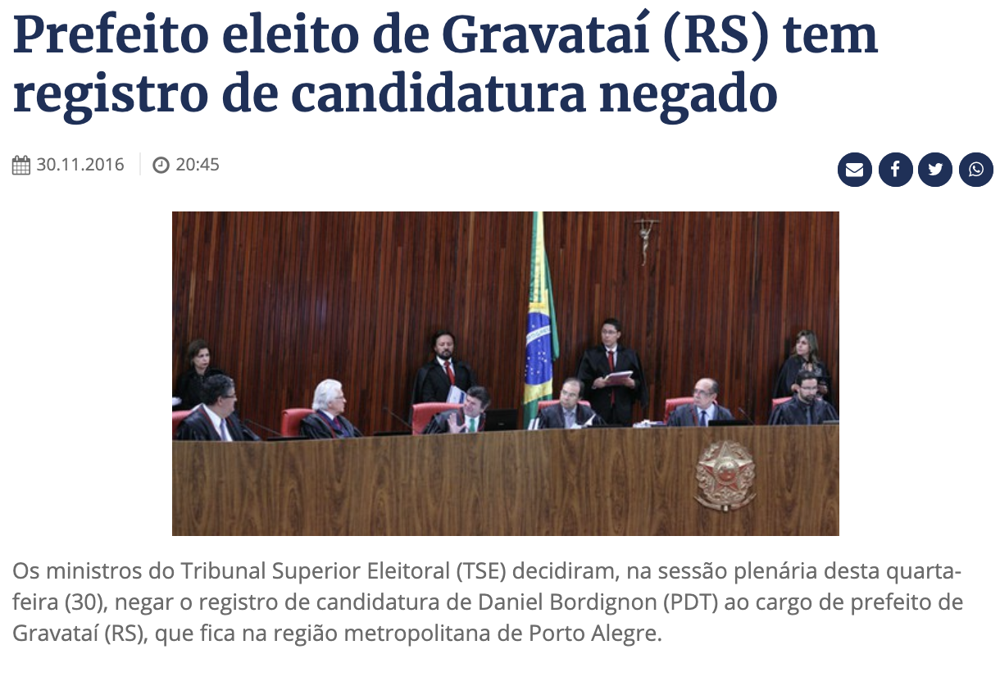 Prefeito eleito de Gravataí (RS) tem
registro de candidatura negado
30.11.2016
20:45
Os ministros do Tribunal Superior Eleitoral (TSE) decidiram, na sessão plenária desta quarta-
feira (30), negar o registro de candidatura de Daniel Bordignon (PDT) ao cargo de prefeito de
Gravataí (RS), que fica na região metropolitana de Porto Alegre.